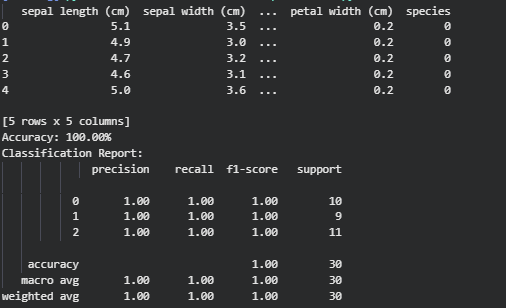 sepal length (cm) sepal width (cm) ... petal width (cm) species
0 5.1 3.5 ... 0.2 0
1 4.9 3.0 ... 0.2 0
2 4.7 3.2 ... 0.2 0
3 4.6 3.1 ... 0.2 0
4 5.0 3.6 ... 0.2 0
[5 rows x 5 columns]
Accuracy: 100.00%
Classification Report:
precision recall f1-score support
0 1.00 1.00 1.00 10
1 1.00 1.00 1.00 9
2 1.00 1.00 1.00 11
accuracy 1.00 30
macro avg 1.00 1.00 1.00 30
weighted avg 1.00 1.00 1.00 30